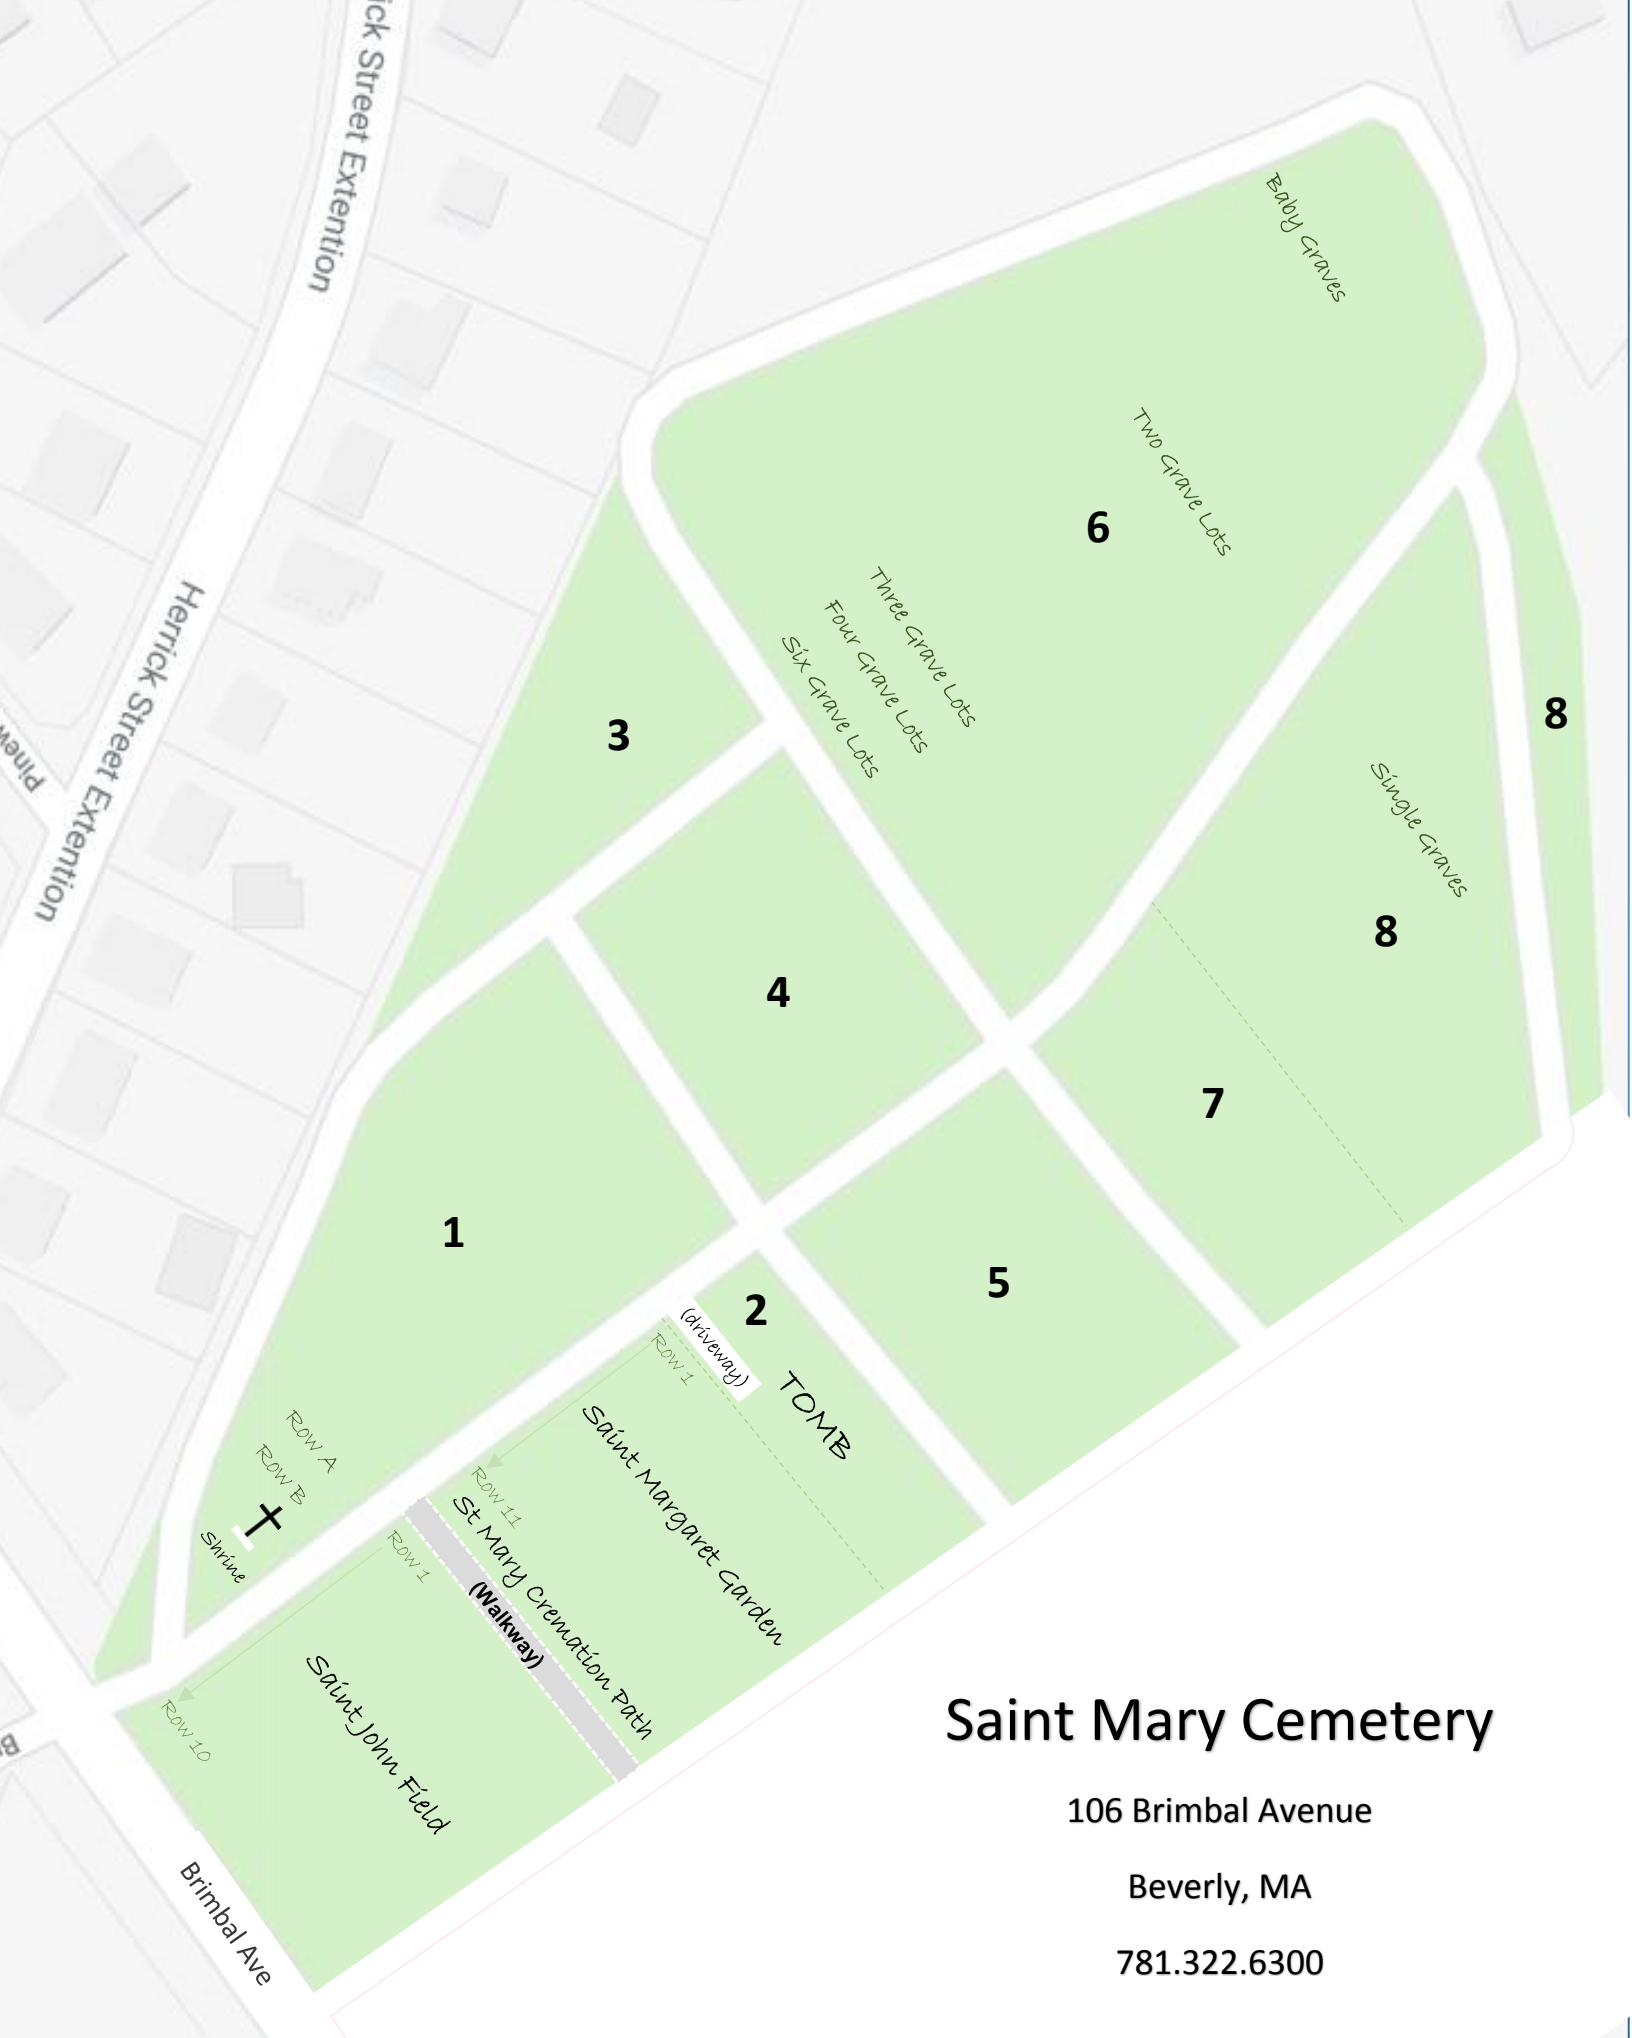 ick Street Extention
Baby Graves
Two Grave Lots
6
Three Grave Lots
Four Grave Lots
Six Grave Lots
Herrick Street Extention
3
8
Pinew
Single Graves
8
4
7
1
5
2
(driveway)
Row 1
TOMB
Saint Margaret Garden
Row A
Row B
Shrine
Row 11
St Mary Cremation Path
(Walkway)
Row 1
Saint John Field
Row 10
Brimbal Ave
Saint Mary Cemetery
106 Brimbal Avenue
Beverly, MA
781.322.6300